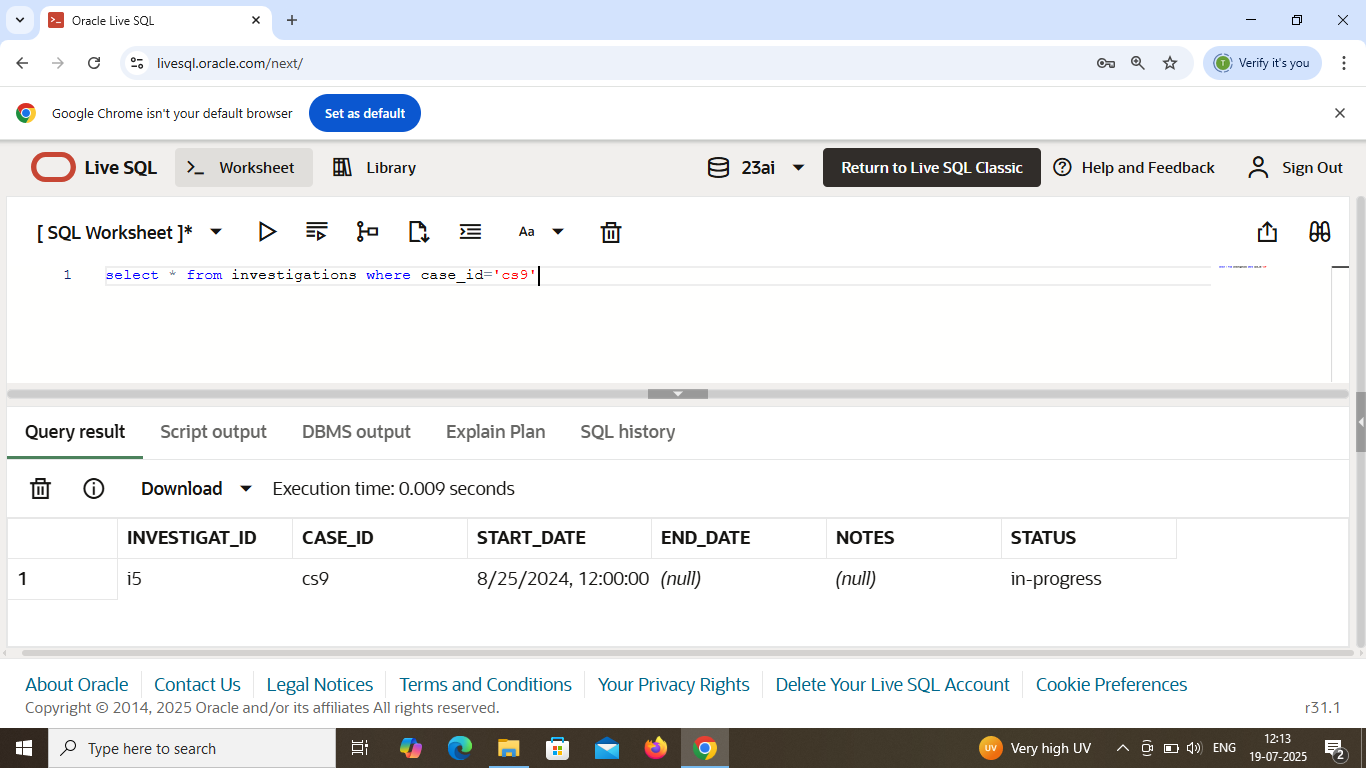 Oracle Live SQL
livesql.oracle.com/next/
T
Verify it's you
Google Chrome isn't your default browser
Set as default
Live SQL
Worksheet
Library
23ai
Return to Live SQL Classic
Help and Feedback
Sign Out
[ SQL Worksheet ]*
Aa
1 select * from investigations where case_id='cs9'
Query result Script output DBMS output Explain Plan SQL history
Download Execution time: 0.009 seconds
INVESTIGAT_ID CASE_ID START_DATE END_DATE NOTES STATUS
1 i5 cs9 8/25/2024, 12:00:00 (null) (null) in-progress
About Oracle Contact Us Legal Notices Terms and Conditions Your Privacy Rights Delete Your Live SQL Account Cookie Preferences
Copyright © 2014, 2025 Oracle and/or its affiliates All rights reserved. r31.1
Type here to search
UV Very high UV
ENG
12:13
19-07-2025
2